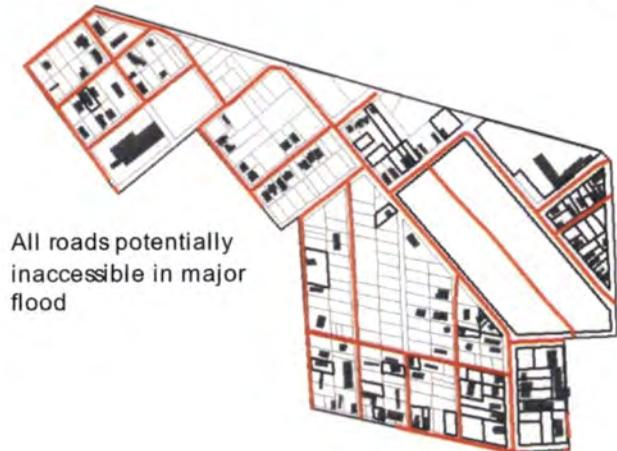 All roads potentially
inaccessible in major
flood